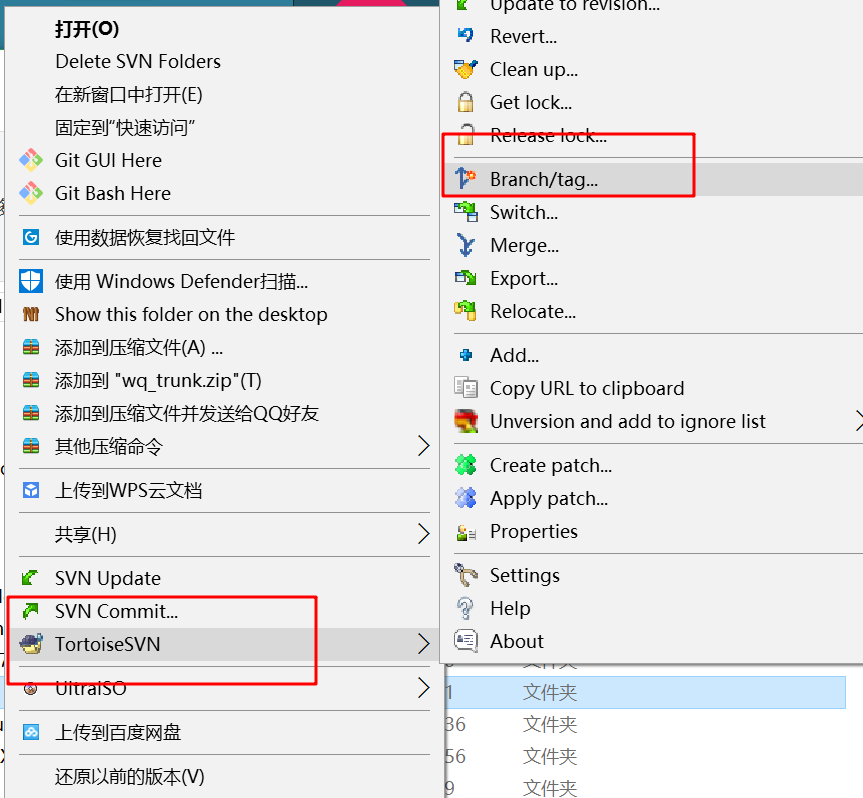 打开(O)
Delete SVN Folders
在新窗口中打开(E)
固定到"快速访问"
Git GUI Here
Git Bash Here
使用数据恢复找回文件
使用 Windows Defender扫描...
Show this folder on the desktop
添加到压缩文件(A) ...
添加到 "wq_trunk.zip"(T)
添加到压缩文件并发送给QQ好友
其他压缩命令
上传到WPS云文档
共享(H)
SVN Update
SVN Commit...
TortoiseSVN
UltraISO
上传到百度网盘
还原以前的版本(V)
Update to revision...
Revert...
Clean up...
Get lock...
Release lock...
Branch/tag...
Switch...
Merge...
Export...
Relocate...
Add...
Copy URL to clipboard
Unversion and add to ignore list
Create patch...
Apply patch...
Properties
Settings
Help
About
文件夹
1 文件夹
36 文件夹
56 文件夹
9 文件夹